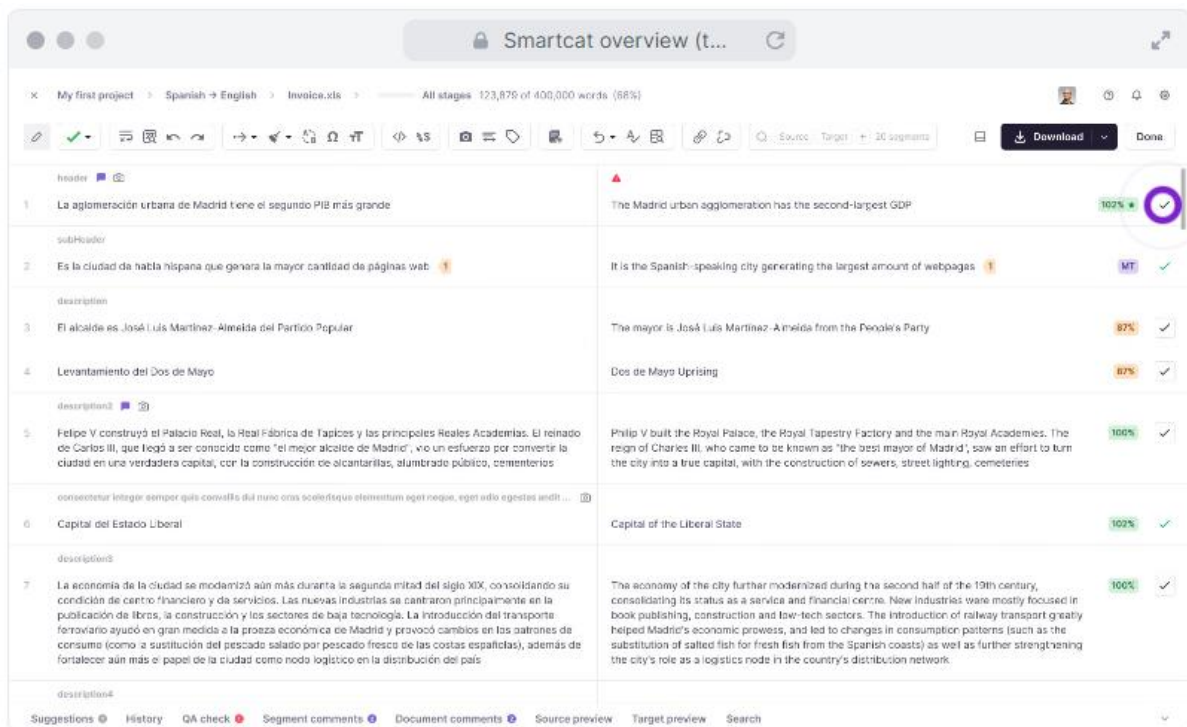 Smartcat overview (t...
My first project > Spanish → English > Invoice.xls > All stages 123,879 of 400,000 words (68%)
Source Target + 20 segments
Download
Done
header
1 La aglomeración urbana de Madrid tiene el segundo PIB más grande
The Madrid urban agglomeration has the second-largest GDP
102%
subHeader
2 Es la ciudad de habla hispana que genera la mayor cantidad de páginas web 1
It is the Spanish-speaking city generating the largest amount of webpages 1
MT
description
3 El alcalde es José Luis Martínez-Almeida del Partido Popular
The mayor is José Luis Martínez-Almeida from the People's Party
87%
4 Levantamiento del Dos de Mayo
Dos de Mayo Uprising
87%
description2
5 Felipe V construyó el Palacio Real, la Real Fábrica de Tapices y las principales Reales Academias. El reinado
de Carlos III, que llegó a ser conocido como "el mejor alcalde de Madrid", vio un esfuerzo por convertir la
ciudad en una verdadera capital, con la construcción de alcantarillas, alumbrado público, cementerios
Philip V built the Royal Palace, the Royal Tapestry Factory and the main Royal Academies. The
reign of Charles III, who came to be known as "the best mayor of Madrid", saw an effort to turn
the city into a true capital, with the construction of sewers, street lighting, cemeteries
100%
consectetur integer semper quis convallis dui nunc cras scelerisque elementum eget neque, eget odio egestas
6 Capital del Estado Liberal
Capital of the Liberal State
102%
description3
7 La economía de la ciudad se modernizó aún más durante la segunda mitad del siglo XIX, consolidando su
condición de centro financiero y de servicios. Las nuevas industrias se centraron principalmente en la
publicación de libros, la construcción y los sectores de baja tecnología. La introducción del transporte
ferroviario ayudó en gran medida a la proeza económica de Madrid y provocó cambios en los patrones de
consumo (como la sustitución del pescado salado por pescado fresco de las costas españolas), además de
fortalecer aún más el papel de la ciudad como nodo logístico en la distribución del país
The economy of the city further modernized during the second half of the 19th century,
consolidating its status as a service and financial centre. New industries were mostly focused in
book publishing, construction and low-tech sectors. The introduction of railway transport greatly
helped Madrid's economic prowess, and led to changes in consumption patterns (such as the
substitution of salted fish for fresh fish from the Spanish coasts) as well as further strengthening
the city's role as a logistics node in the country's distribution network
100%
description4
Suggestions History QA check Segment comments Document comments Source preview Target preview Search